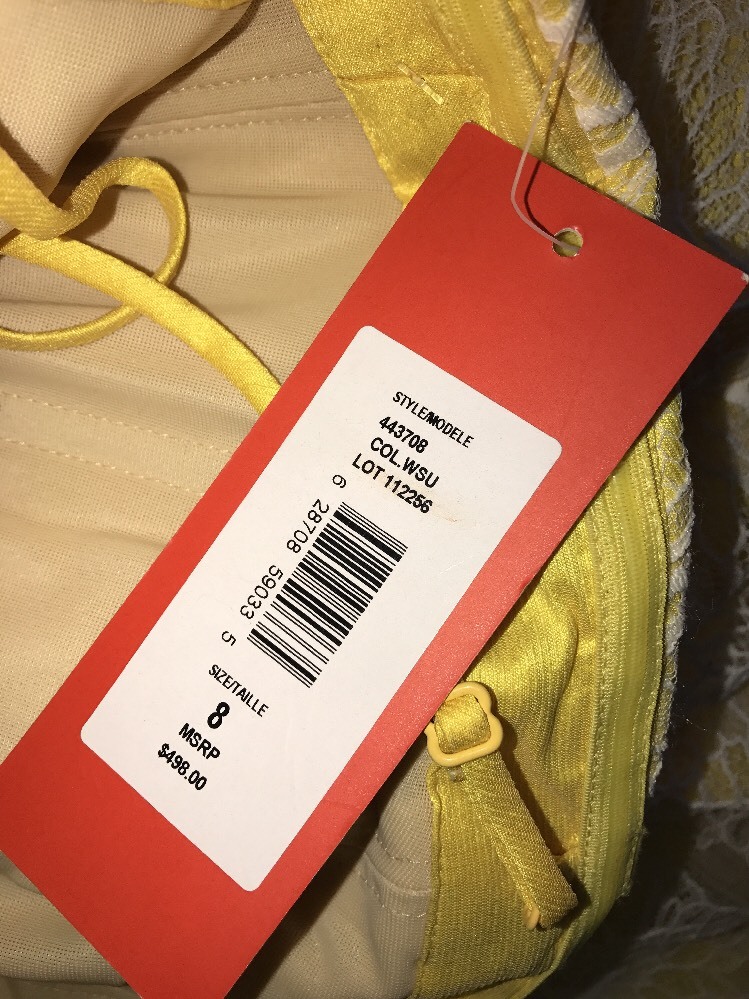 STYLE/MODELE
443708
COL.WSU
LOT 112256
6 28708 59033 5
SIZE/TAILLE
8
MSRP
$498.00